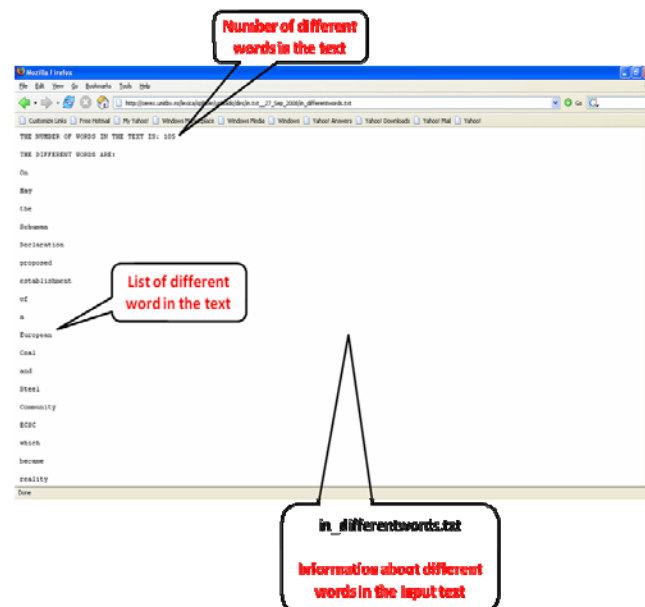 Number of different
words in the text
Mozilla Firefox
File Edit View Go Bookmarks Tools Help
Go
Customize Links Free Hotmail My Yahoo! Windows Marketplace Windows Media Windows Yahoo! Answers Yahoo! Downloads Yahoo! Mail Yahoo!
THE NUMBER OF WORDS IN THE TEXT IS: 105
THE DIFFERENT WORDS ARE:
On
May
the
Schuman
Declaration
proposed
establishment
of
a
European
Coal
and
Steel
Community
ECSC
which
became
reality
List of different
word in the text
Done
in_differentwords.txt
Information about different
words in the input text